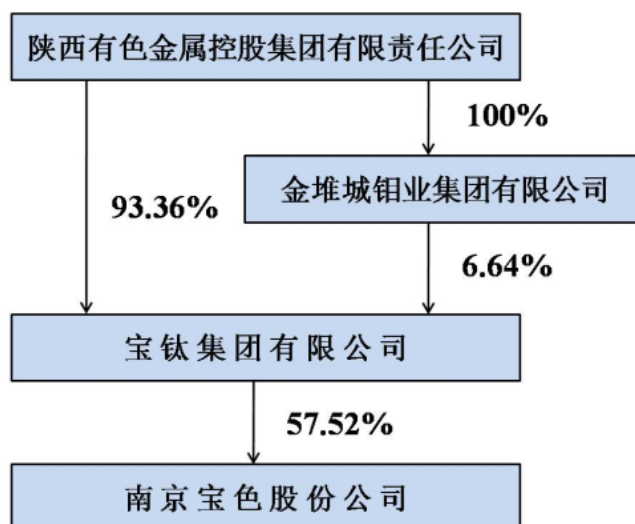 陕西有色金属控股集团有限责任公司
100%
金堆城钼业集团有限公司
93.36%
6.64%
宝钛集团有限公司
57.52%
南京宝色股份公司